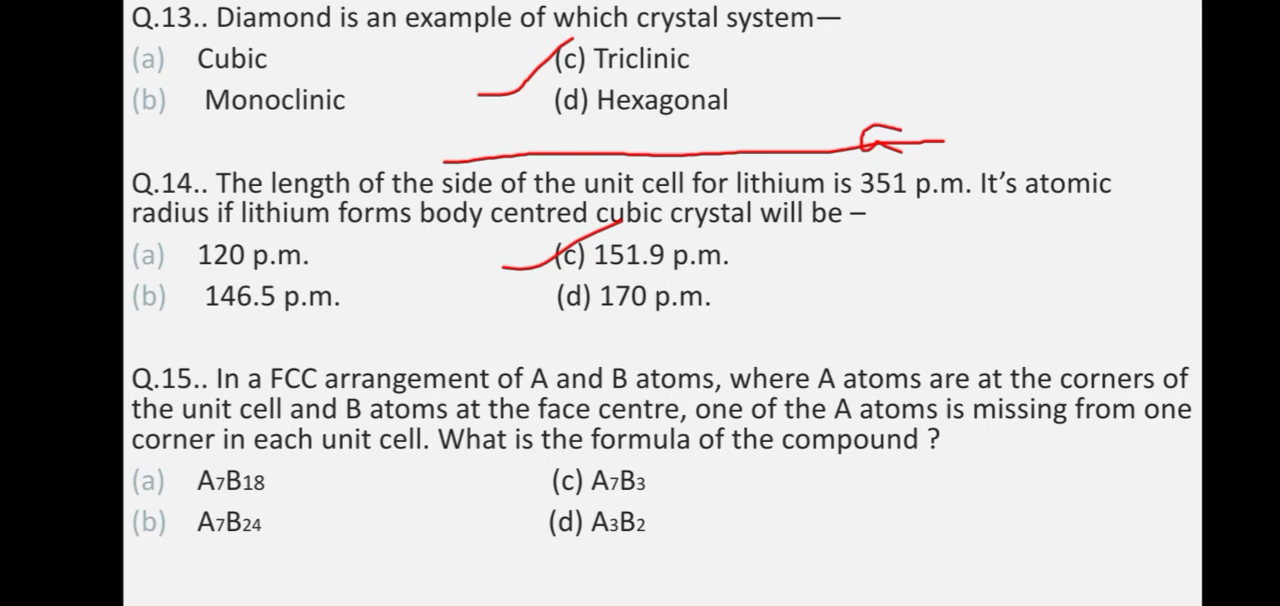 Q.13.. Diamond is an example of which crystal system—
(a) Cubic (c) Triclinic
(b) Monoclinic (d) Hexagonal
Q.14.. The length of the side of the unit cell for lithium is 351 p.m. It’s atomic
radius if lithium forms body centred cubic crystal will be –
(a) 120 p.m. (c) 151.9 p.m.
(b) 146.5 p.m. (d) 170 p.m.
Q.15.. In a FCC arrangement of A and B atoms, where A atoms are at the corners of
the unit cell and B atoms at the face centre, one of the A atoms is missing from one
corner in each unit cell. What is the formula of the compound ?
(a) A7B18 (c) A7B3
(b) A7B24 (d) A3B2